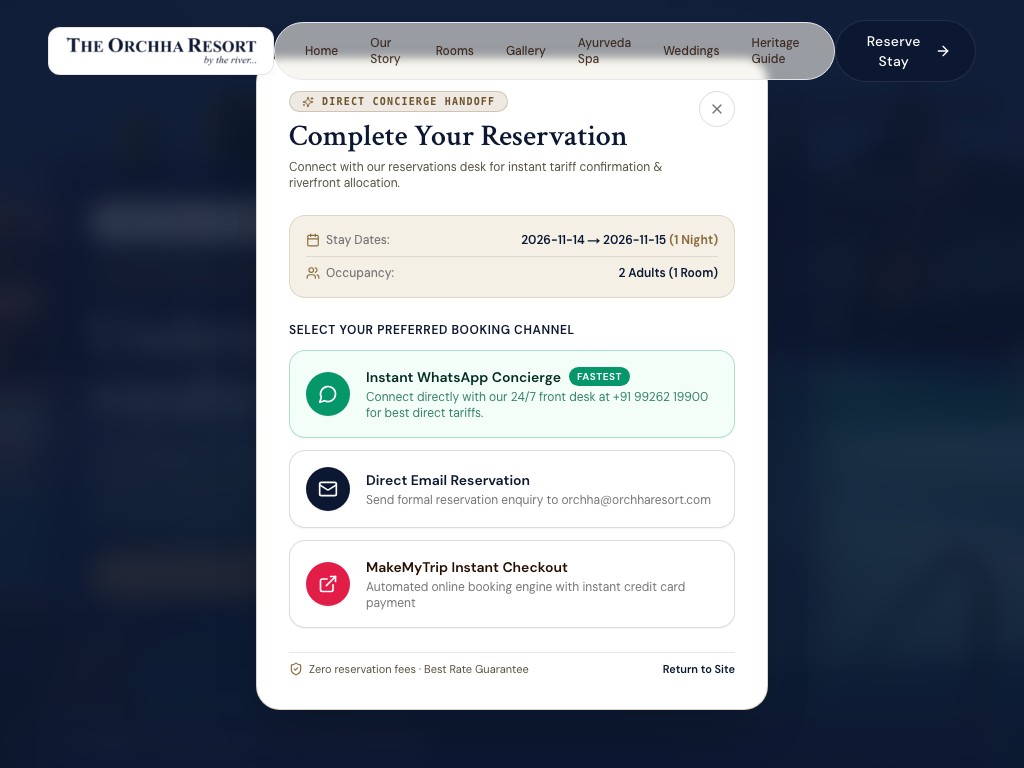 THE ORCHHA RESORT
by the river...
Home
Our Story
Rooms
Gallery
Ayurveda Spa
Weddings
Heritage Guide
Reserve Stay
DIRECT CONCIERGE HANDOFF
Complete Your Reservation
Connect with our reservations desk for instant tariff confirmation &
riverfront allocation.
Stay Dates:
2026-11-14 → 2026-11-15 (1 Night)
Occupancy:
2 Adults (1 Room)
SELECT YOUR PREFERRED BOOKING CHANNEL
Instant WhatsApp Concierge FASTEST
Connect directly with our 24/7 front desk at +91 99262 19900
for best direct tariffs.
Direct Email Reservation
Send formal reservation enquiry to orchha@orchharesort.com
MakeMyTrip Instant Checkout
Automated online booking engine with instant credit card
payment
Zero reservation fees · Best Rate Guarantee
Return to Site